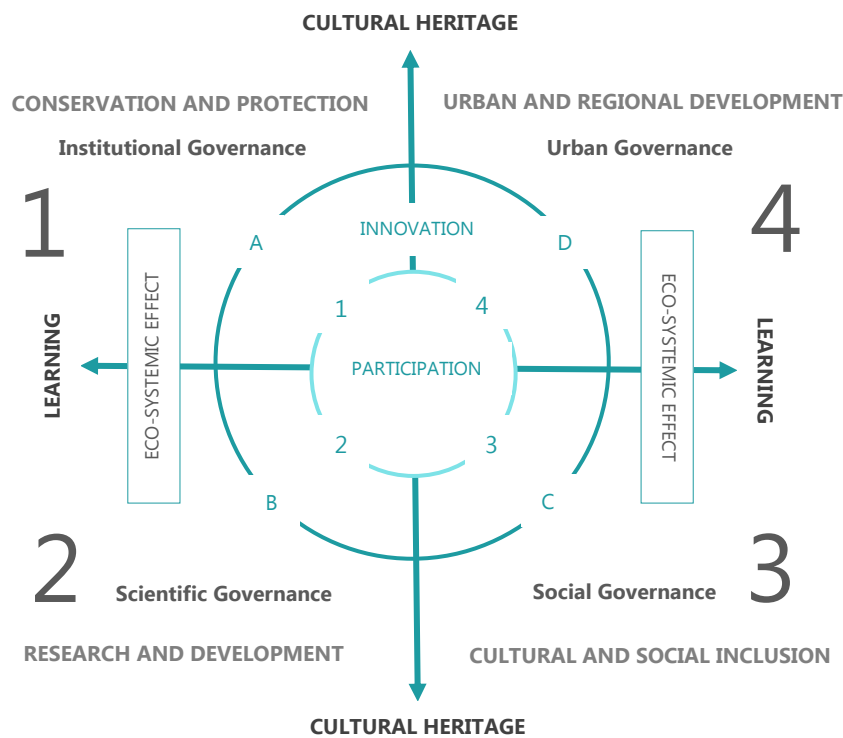 CULTURAL HERITAGE
CONSERVATION AND PROTECTION
URBAN AND REGIONAL DEVELOPMENT
Institutional Governance
Urban Governance
1
4
A
INNOVATION
D
1
4
ECO-SYSTEMIC EFFECT
ECO-SYSTEMIC EFFECT
LEARNING
PARTICIPATION
LEARNING
2
3
B
C
2
Scientific Governance
Social Governance
3
RESEARCH AND DEVELOPMENT
CULTURAL AND SOCIAL INCLUSION
CULTURAL HERITAGE